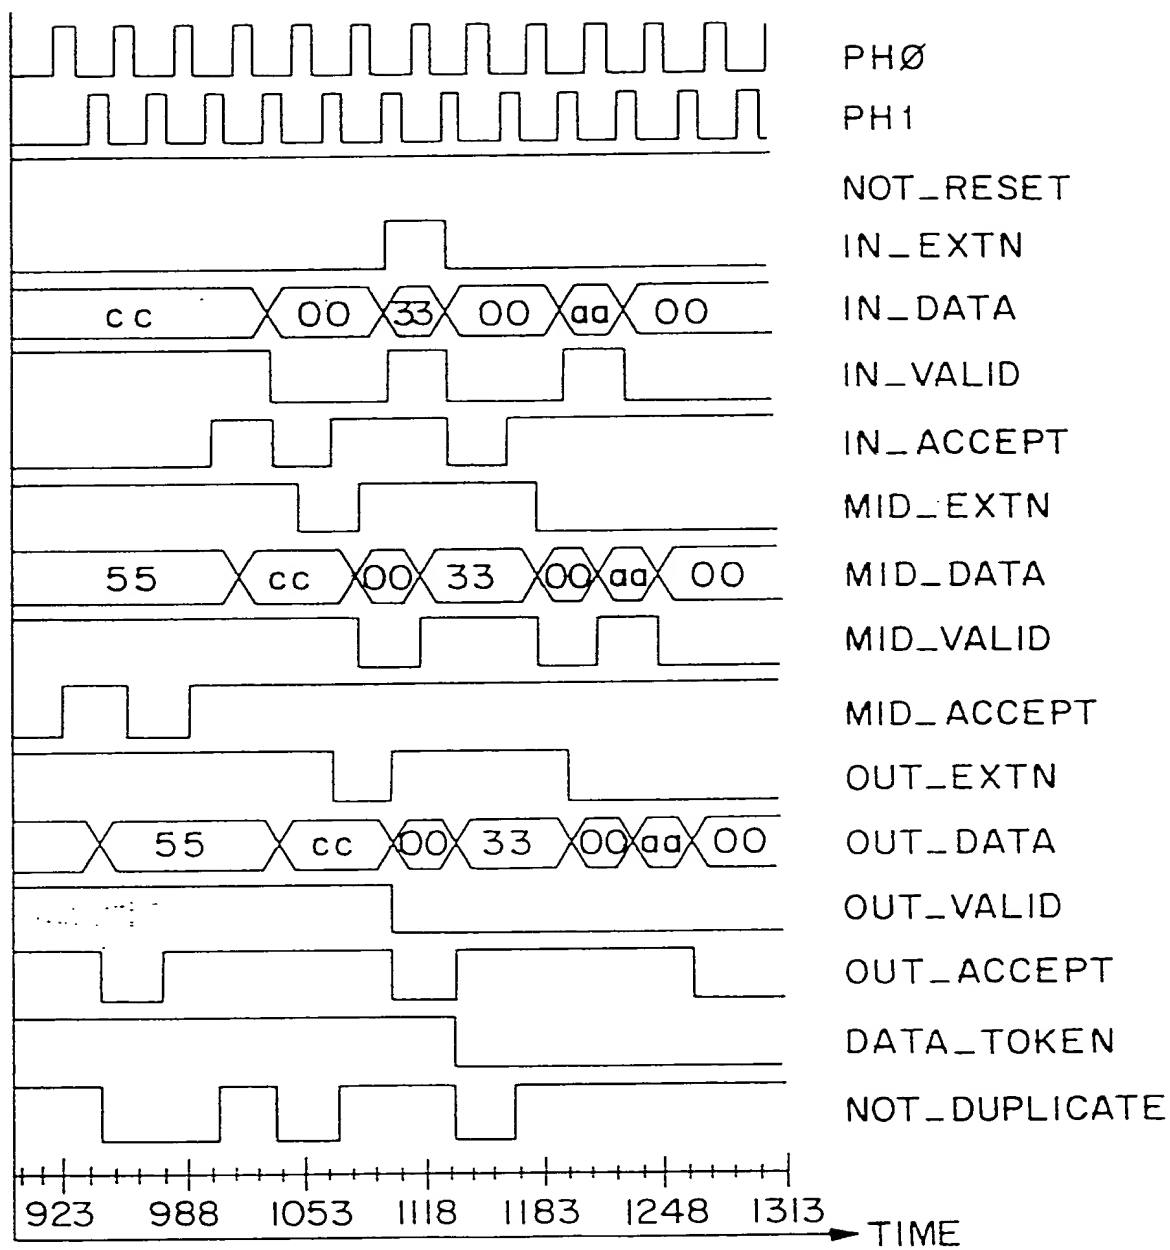 PHØ
PH1
NOT_RESET
IN_EXTN
cc 00 33 00 aa 00 IN_DATA
IN_VALID
IN_ACCEPT
MID_EXTN
55 cc 00 33 00 aa 00 MID_DATA
MID_VALID
MID_ACCEPT
OUT_EXTN
55 cc 00 33 00 aa 00 OUT_DATA
OUT_VALID
OUT_ACCEPT
DATA_TOKEN
NOT_DUPLICATE
923 988 1053 1118 1183 1248 1313
TIME